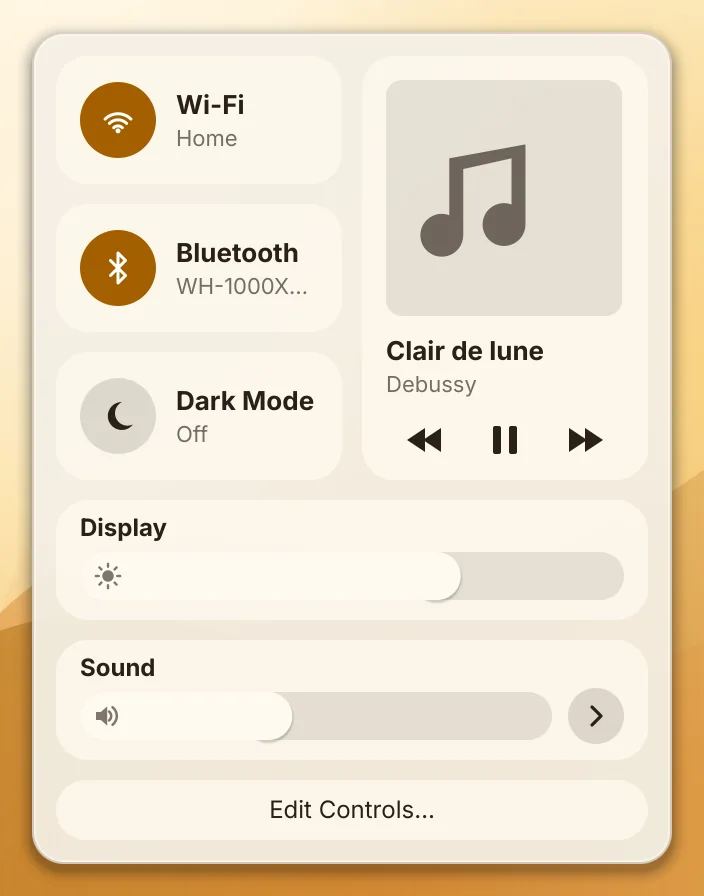 Wi-Fi
Home
Bluetooth
WH-1000X...
Dark Mode
Off
Clair de lune
Debussy
Display
Sound
Edit Controls...